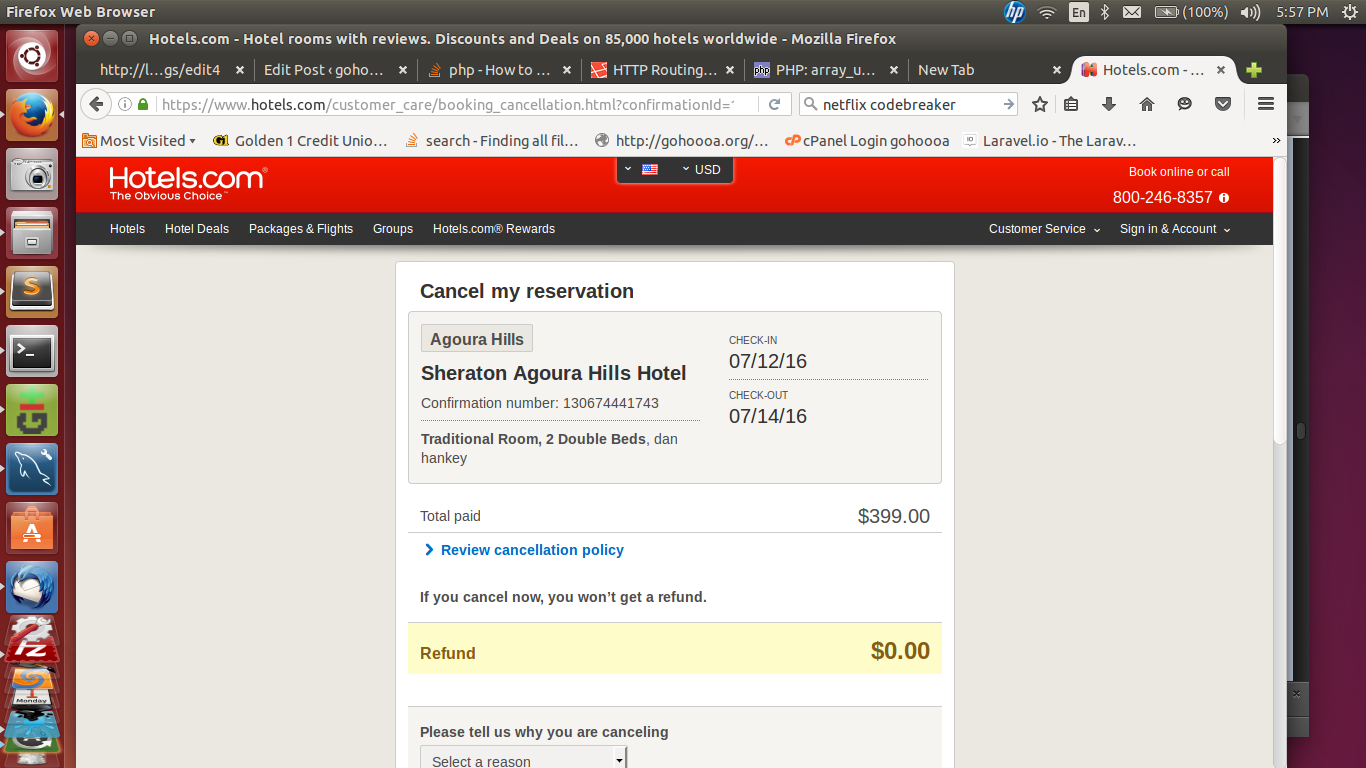 Firefox Web Browser
hp
En
(100%)
5:57 PM
Hotels.com - Hotel rooms with reviews. Discounts and Deals on 85,000 hotels worldwide - Mozilla Firefox
http://l…gs/edit4
Edit Post ‹ goho…
php - How to …
HTTP Routing…
php
PHP: array_u…
New Tab
Hotels.com - …
https://www.hotels.com/customer_care/booking_cancellation.html?confirmationId=
netflix codebreaker
Most Visited
G1
Golden 1 Credit Unio…
search - Finding all fil…
http://gohoooa.org/…
cP
cPanel Login gohoooa
IO
Laravel.io - The Larav…
»
Hotels.com®
The Obvious Choice™
USD
Book online or call
800-246-8357
Hotels
Hotel Deals
Packages & Flights
Groups
Hotels.com® Rewards
Customer Service
Sign in & Account
Cancel my reservation
Agoura Hills
Sheraton Agoura Hills Hotel
Confirmation number: 130674441743
Traditional Room, 2 Double Beds, dan
hankey
CHECK-IN
07/12/16
CHECK-OUT
07/14/16
Total paid
$399.00
Review cancellation policy
If you cancel now, you won’t get a refund.
Refund
$0.00
Please tell us why you are canceling
Select a reason
S
>_
G
A
Fz
1
Monday